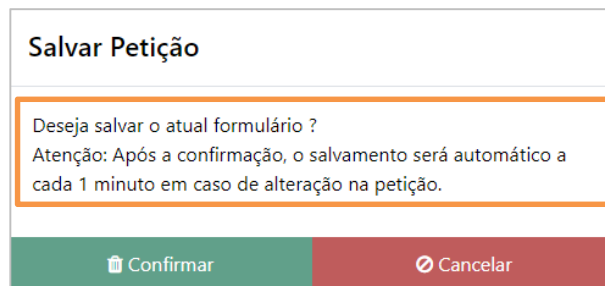 Salvar Petição
Deseja salvar o atual formulário ?
Atenção: Após a confirmação, o salvamento será automático a
cada 1 minuto em caso de alteração na petição.
Confirmar
Cancelar